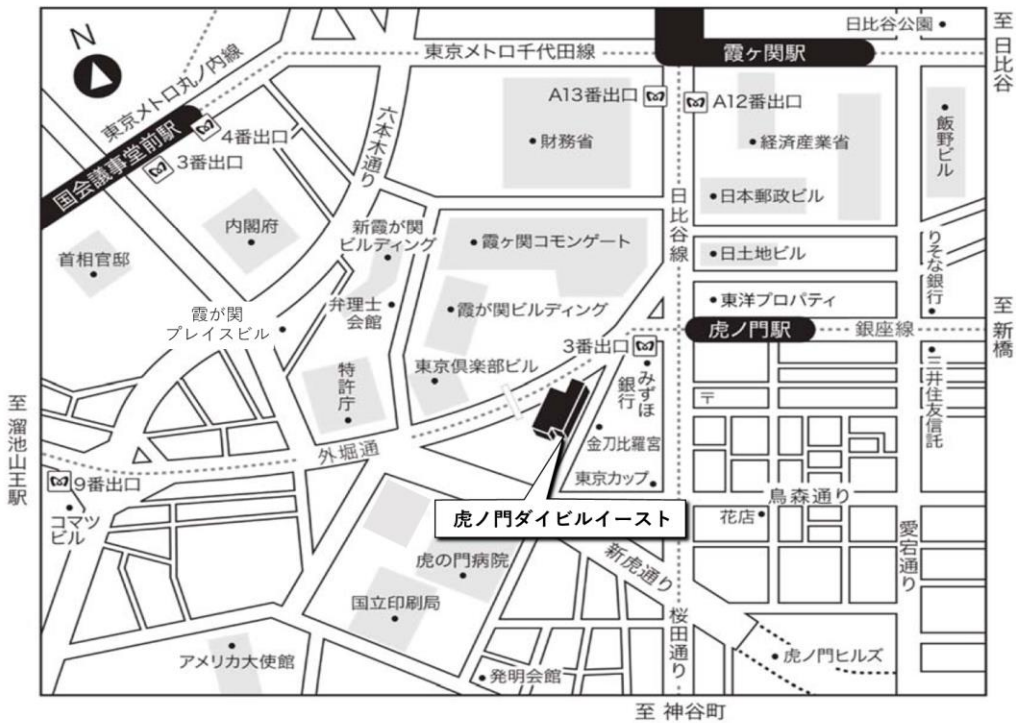 N
日比谷公園
至 日比谷
東京メトロ千代田線
霞ヶ関駅
東京メトロ丸ノ内線
国会議事堂前駅
4番出口
3番出口
六本木通り
A13番出口
A12番出口
財務省
経済産業省
飯野ビル
日比谷線
日本郵政ビル
内閣府
新霞が関
ビルディング
霞ヶ関コモンゲート
日土地ビル
りそな銀行
首相官邸
弁理士
会館
霞が関ビルディング
東洋プロパティ
至 新橋
霞が関
プレイスビル
虎ノ門駅
銀座線
3番出口
東京倶楽部ビル
特許庁
みずほ
銀行
〒
三井住友信託
至 溜池山王駅
外堀通
金刀比羅宮
東京カップ
9番出口
コマツ
ビル
虎ノ門ダイビルイースト
烏森通り
花店
愛宕通り
新虎通り
虎の門病院
国立印刷局
桜田通り
アメリカ大使館
発明会館
虎ノ門ヒルズ
至 神谷町